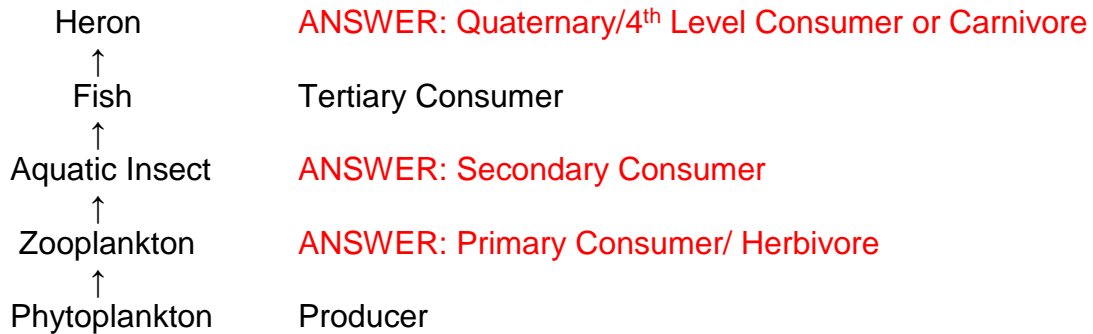 Heron ANSWER: Quaternary/4th Level Consumer or Carnivore
↑
Fish Tertiary Consumer
↑
Aquatic Insect ANSWER: Secondary Consumer
↑
Zooplankton ANSWER: Primary Consumer/ Herbivore
↑
Phytoplankton Producer